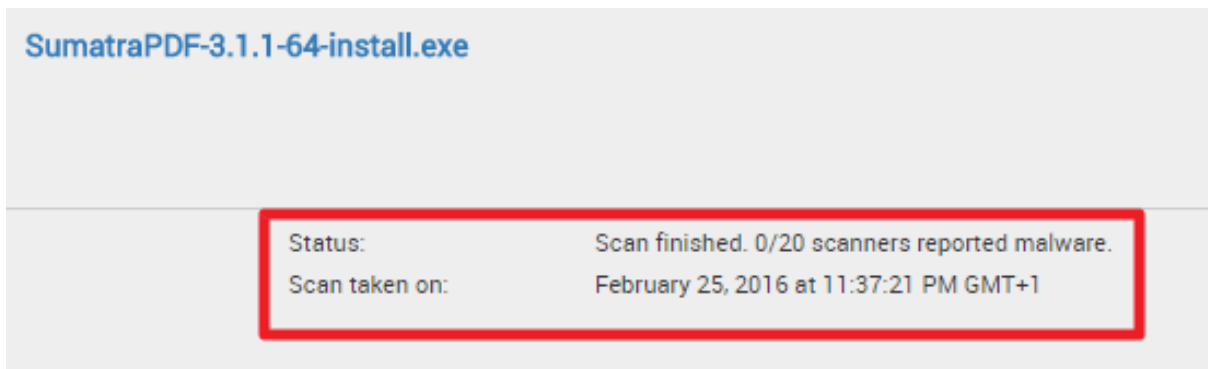 SumatraPDF-3.1.1-64-install.exe
Status: Scan finished. 0/20 scanners reported malware.
Scan taken on: February 25, 2016 at 11:37:21 PM GMT+1